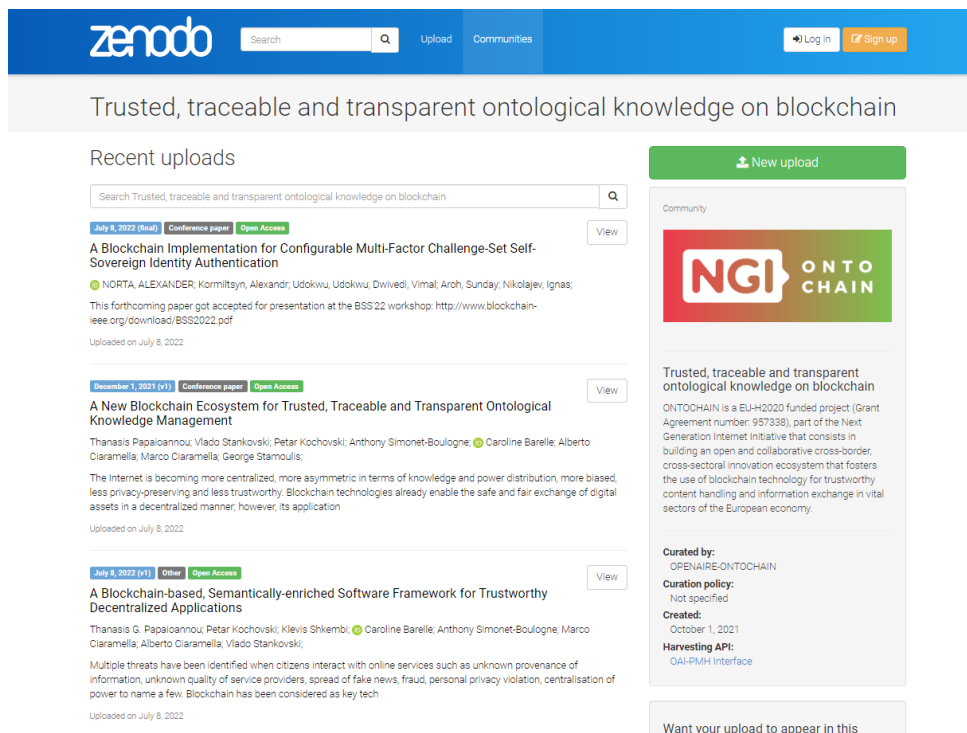 zenodo
Search
Upload
Communities
Log in
Sign up
Trusted, traceable and transparent ontological knowledge on blockchain
Recent uploads
Search Trusted, traceable and transparent ontological knowledge on blockchain
July 8, 2022 (final) Conference paper Open Access
View
A Blockchain Implementation for Configurable Multi-Factor Challenge-Set Self-
Sovereign Identity Authentication
iD NORTA, ALEXANDER; Kormiltsyn, Alexandr; Udokwu, Udokwu; Dwivedi, Vimal; Aroh, Sunday; Nikolajev, Ignas;
This forthcoming paper got accepted for presentation at the BSS'22 workshop: http://www.blockchain-
ieee.org/download/BSS2022.pdf
Uploaded on July 8, 2022
December 1, 2021 (v1) Conference paper Open Access
View
A New Blockchain Ecosystem for Trusted, Traceable and Transparent Ontological
Knowledge Management
Thanasis Papaioannou; Vlado Stankovski; Petar Kochovski; Anthony Simonet-Boulogne; iD Caroline Barelle; Alberto
Ciaramella; Marco Ciaramella; George Stamoulis;
The Internet is becoming more centralized, more asymmetric in terms of knowledge and power distribution, more biased,
less privacy-preserving and less trustworthy. Blockchain technologies already enable the safe and fair exchange of digital
assets in a decentralized manner; however, its application
Uploaded on July 8, 2022
July 8, 2022 (v1) Other Open Access
View
A Blockchain-based, Semantically-enriched Software Framework for Trustworthy
Decentralized Applications
Thanasis G. Papaioannou; Petar Kochovski; Klevis Shkembi; iD Caroline Barelle; Anthony Simonet-Boulogne; Marco
Ciaramella; Alberto Ciaramella; Vlado Stankovski;
Multiple threats have been identified when citizens interact with online services such as unknown provenance of
information, unknown quality of service providers, spread of fake news, fraud, personal privacy violation, centralisation of
power to name a few. Blockchain has been considered as key tech
Uploaded on July 8, 2022
New upload
Community
NGI ONTO
CHAIN
Trusted, traceable and transparent
ontological knowledge on blockchain
ONTOCHAIN is a EU-H2020 funded project (Grant
Agreement number: 957338), part of the Next
Generation Internet Initiative that consists in
building an open and collaborative cross-border,
cross-sectoral innovation ecosystem that fosters
the use of blockchain technology for trustworthy
content handling and information exchange in vital
sectors of the European economy.
Curated by:
OPENAIRE-ONTOCHAIN
Curation policy:
Not specified
Created:
October 1, 2021
Harvesting API:
OAI-PMH Interface
Want your upload to appear in this